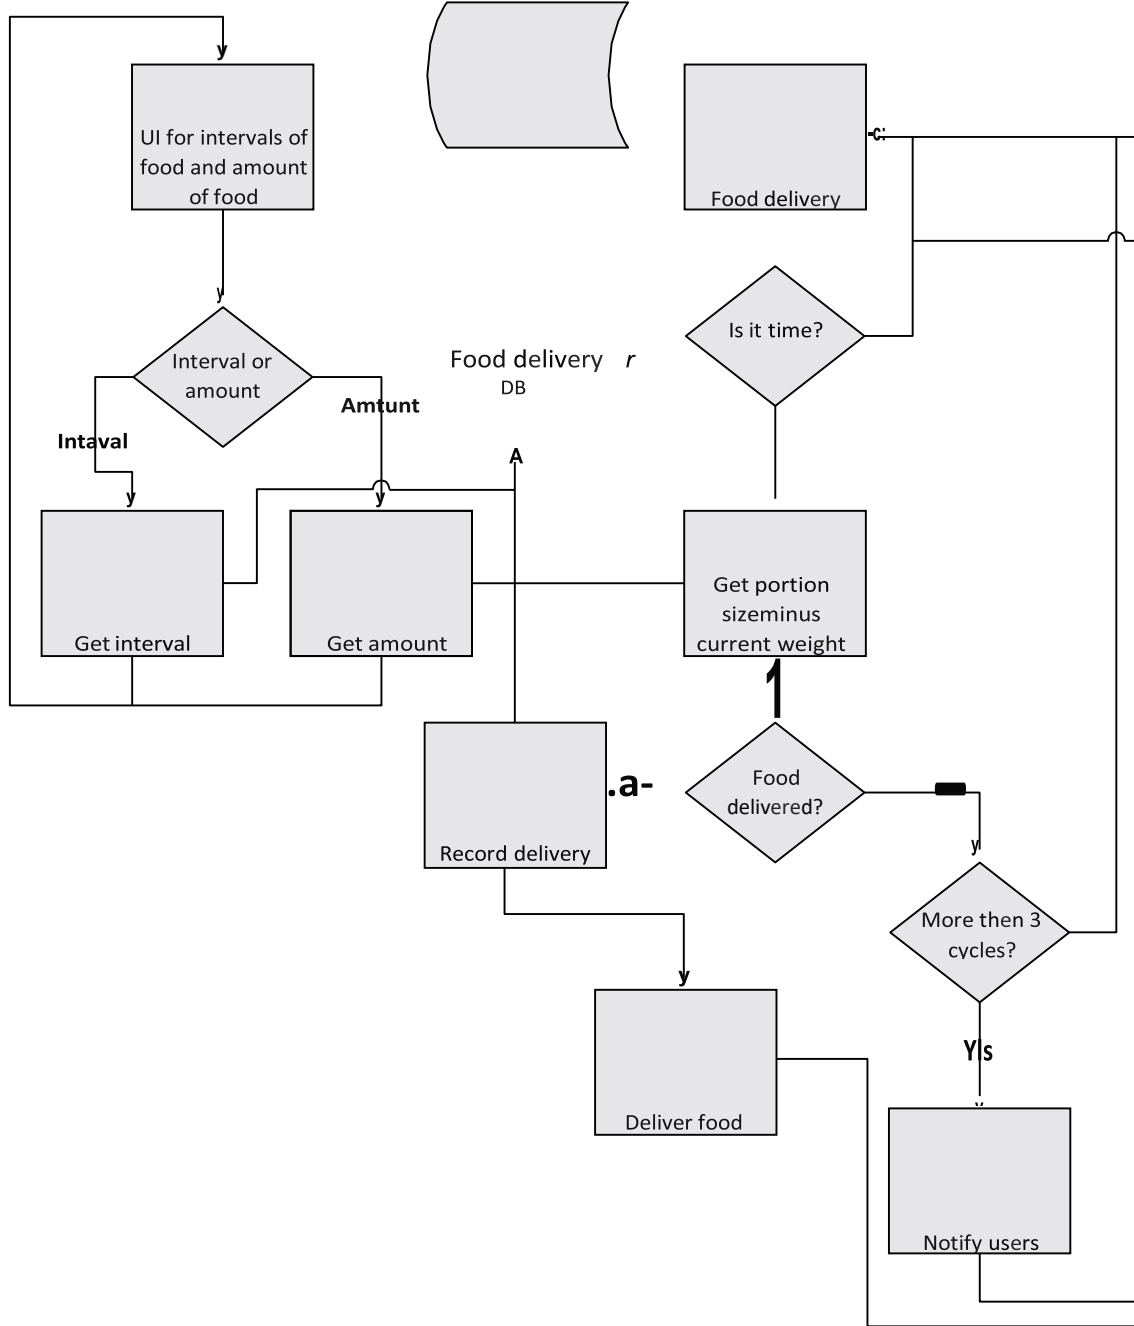 y
UI for intervals of
food and amount
of food
-c:
Food delivery
y
Is it time?
Interval or
amount
Food delivery r
DB
Amtunt
Intaval
A
y
y
Get portion
sizeminus
current weight
Get interval
Get amount
1
Food
delivered?
.a-
Record delivery
y
More then 3
cycles?
y
Yls
y
Deliver food
Notify users